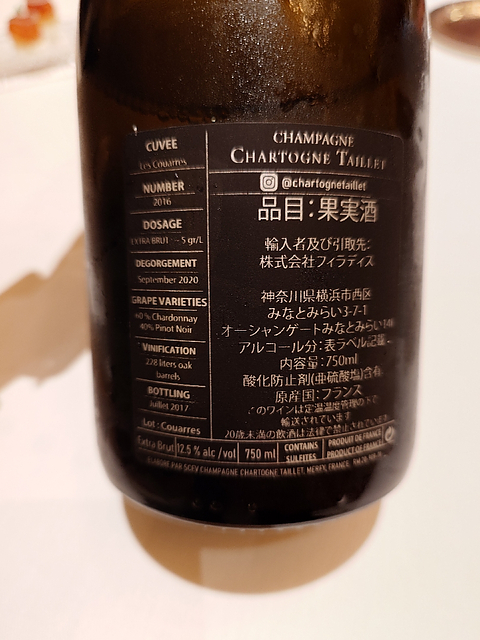 CUVEE
Les Couarres
NUMBER
2016
DOSAGE
EXTRA BRUT - 5 gr/L
DEGORGEMENT
September 2020
GRAPE VARIETIES
60 % Chardonnay
40% Pinot Noir
VINIFICATION
228 liters oak
barrels
BOTTLING
Juillet 2017
Lot : Couarres
CHAMPAGNE
CHARTOGNE TAILLET
@chartognetaillet
品目:果実酒
輸入者及び引取先:
株式会社フィラディス
神奈川県横浜市西区
みなとみらい3-7-1
オーシャンゲートみなとみらい
アルコール分:表ラベル記載
内容量:750ml
酸化防止剤(亜硫酸塩)含有
原産国:フランス
このワインは定温温度管理の下で
輸送されています
20歳未満の飲酒は法律で禁止されています
Extra Brut
12.5 % alc /vol
750 ml
CONTAINS
SULFITES
PRODUIT DE FRANCE
PRODUCT OF FRANCE
ELABORÉ PAR SCEV CHAMPAGNE CHARTOGNE TAILLET, MERFY, FRANCE.